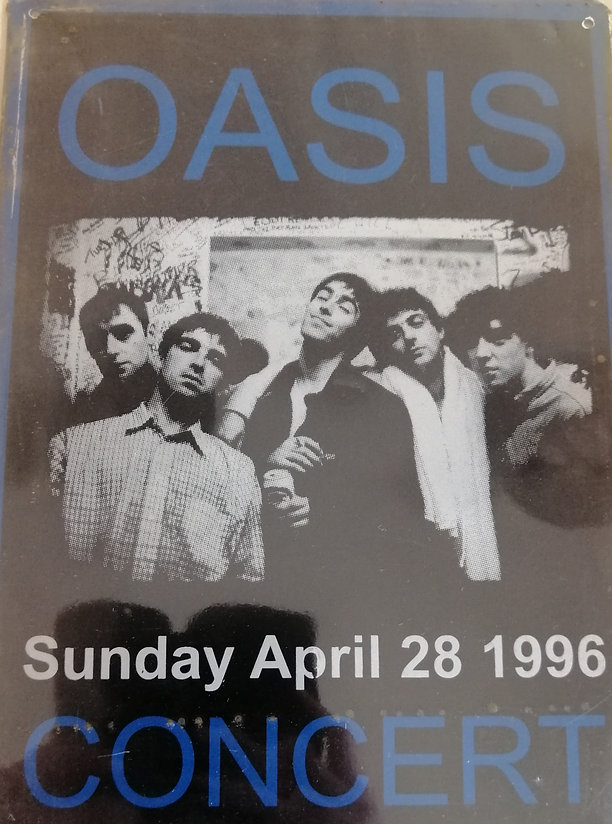 OASIS
Sunday April 28 1996
CONCERT